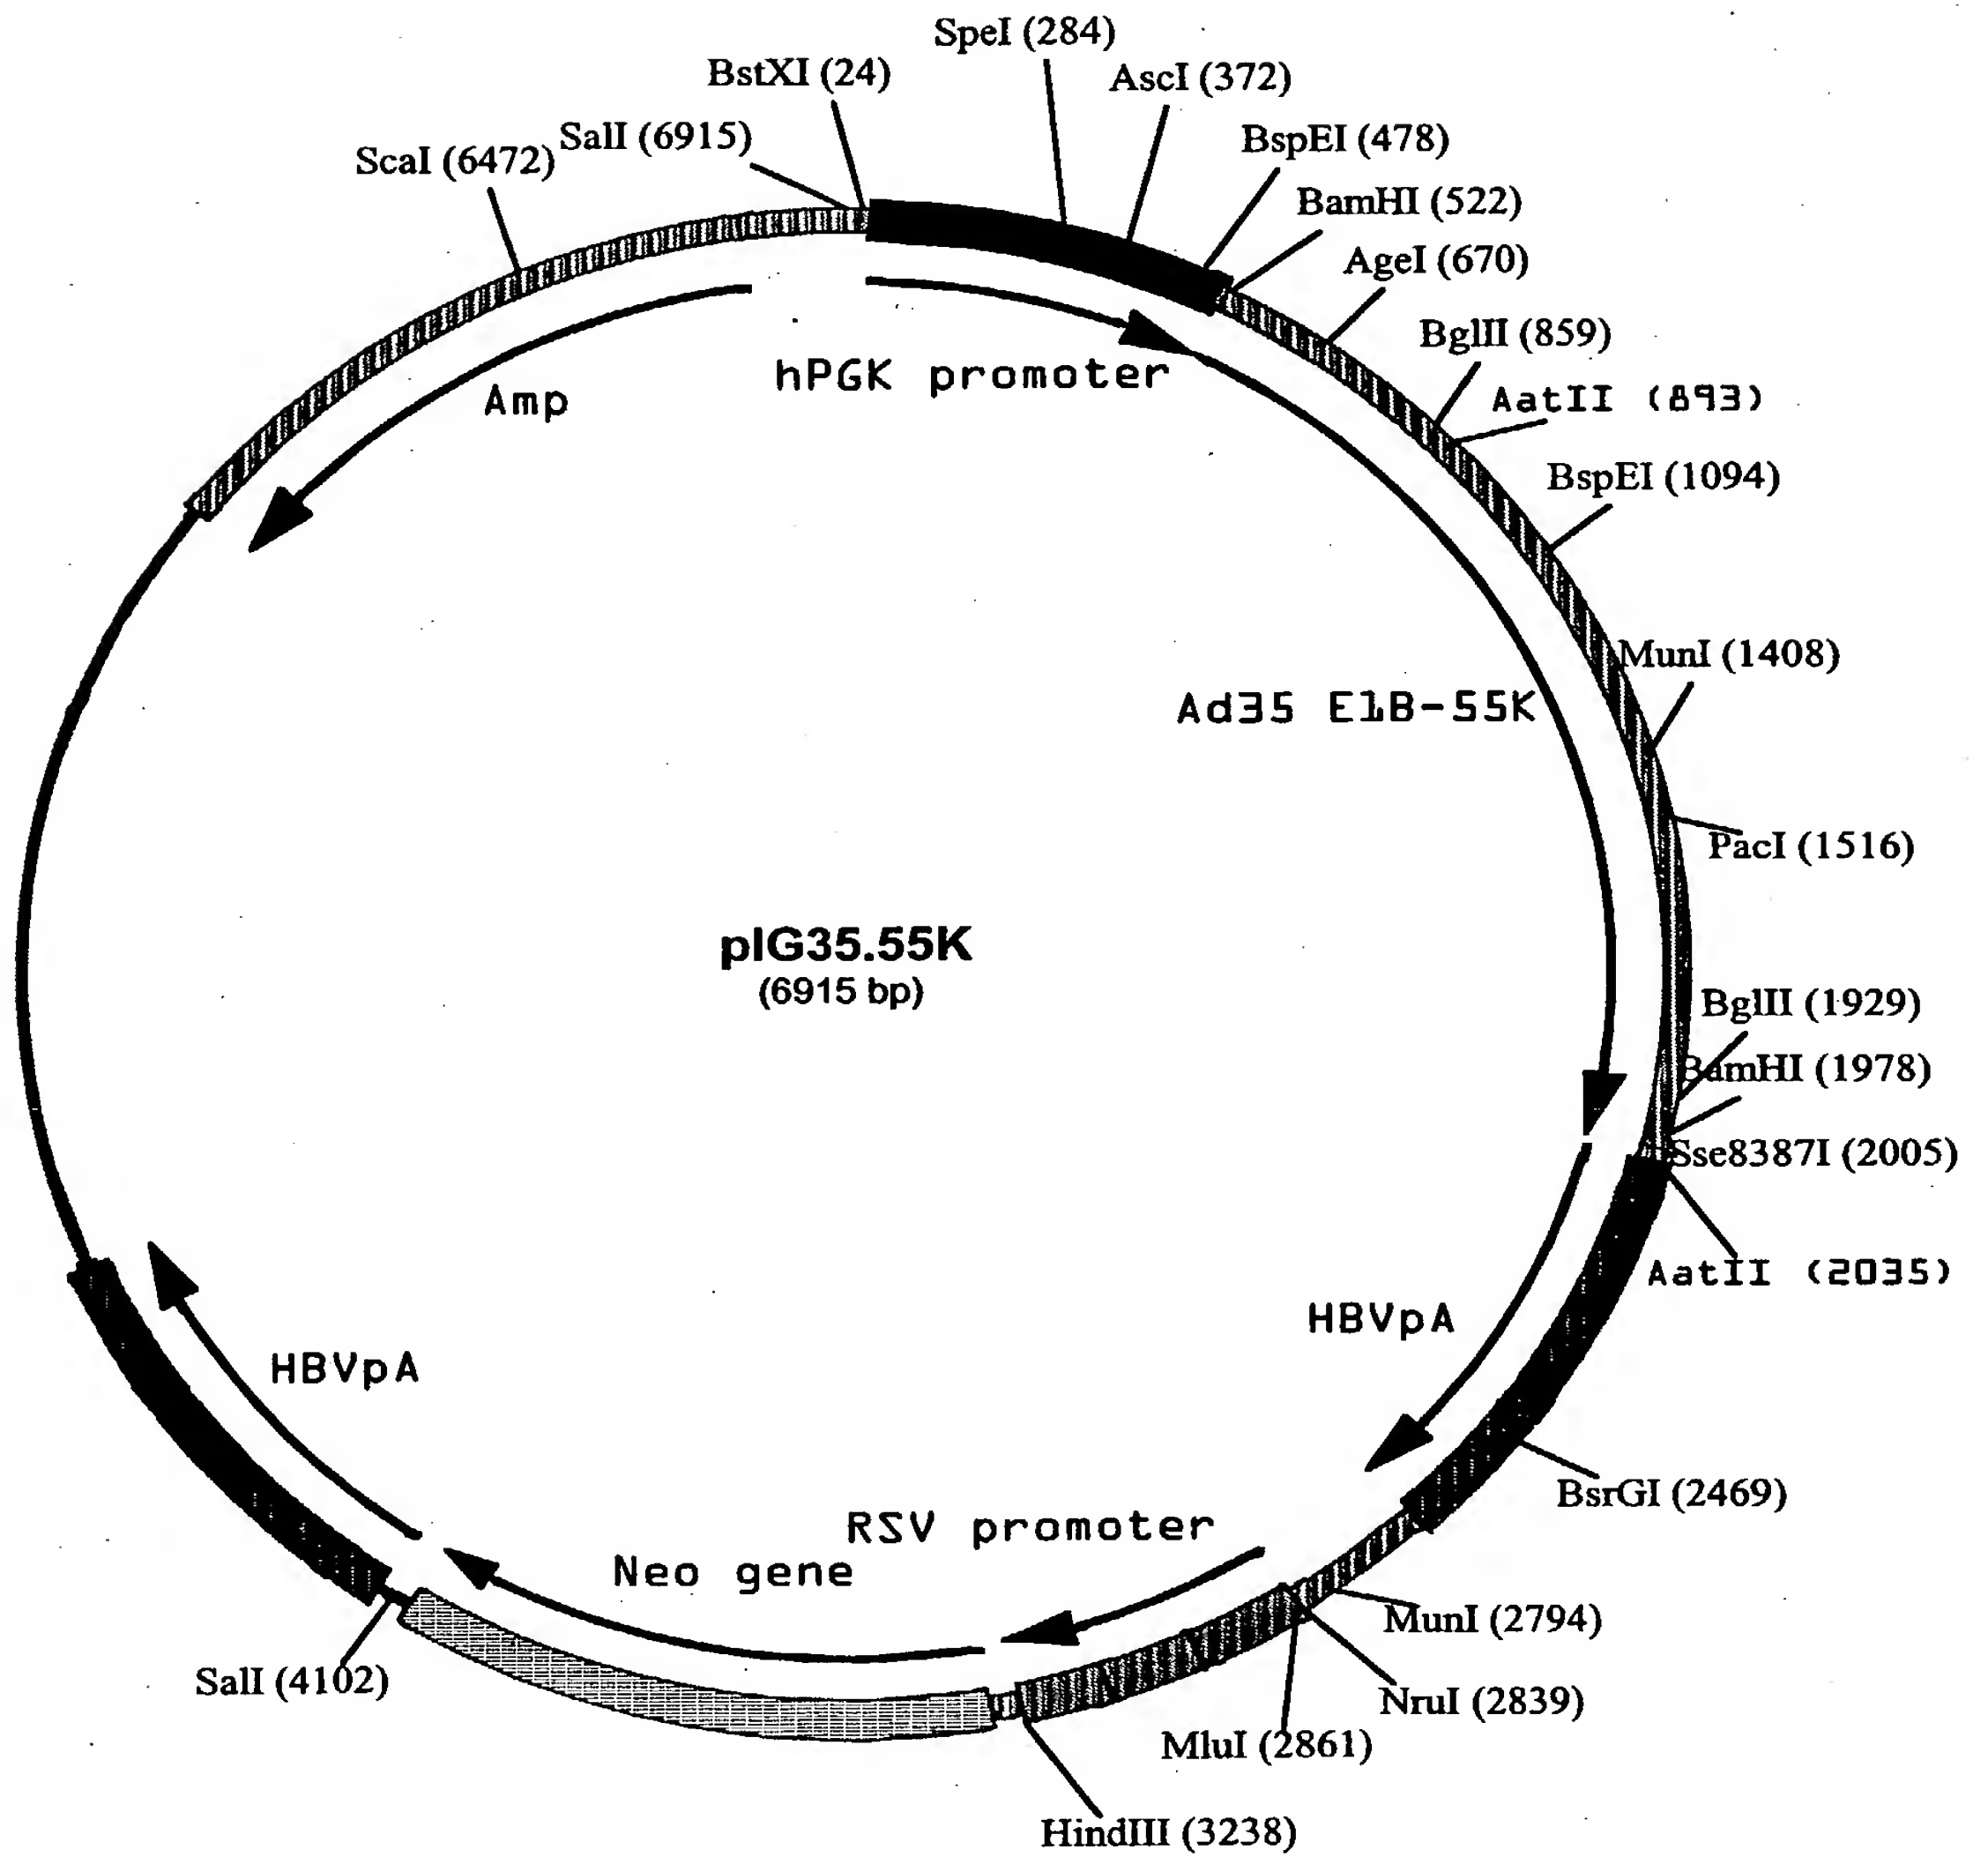 SpeI (284)
BstXI (24)
AscI (372)
SalI (6915)
ScaI (6472)
BspEI (478)
BamHI (522)
AgeI (670)
BglII (859)
AatII (893)
hPGK promoter
Amp
BspEI (1094)
MunI (1408)
Ad35 E1B-55K
PacI (1516)
pIG35.55K
(6915 bp)
BglII (1929)
BamHI (1978)
Sse8387I (2005)
AatII (2035)
HBVpA
HBVpA
BsrGI (2469)
RSV promoter
Neo gene
MunI (2794)
SalI (4102)
NruI (2839)
MluI (2861)
HindIII (3238)